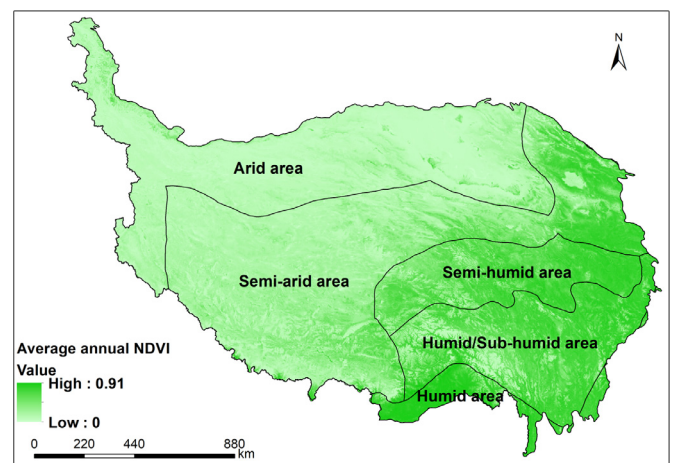 N
Arid area
Semi-arid area
Semi-humid area
Humid/Sub-humid area
Humid area
Average annual NDVI
Value
High : 0.91
Low : 0
0 220 440 880
km